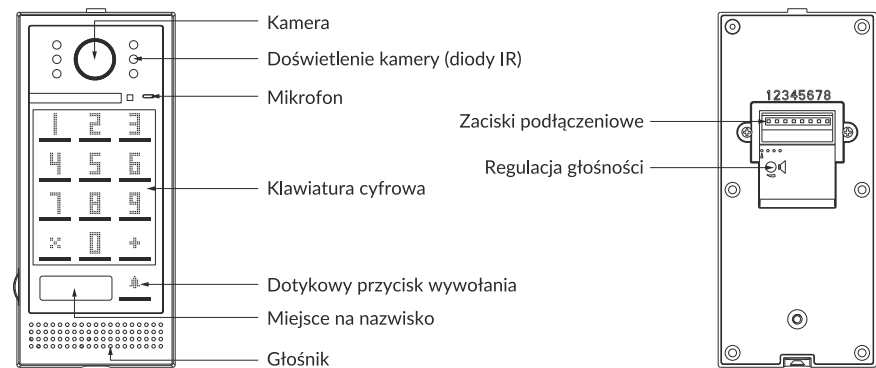 Kamera
Doświetlenie kamery (diody IR)
Mikrofon
1 2 3
4 5 6
7 8 9
× 0 +
Klawiatura cyfrowa
Dotykowy przycisk wywołania
Miejsce na nazwisko
Głośnik
12345678
Zaciski podłączeniowe
Regulacja głośności